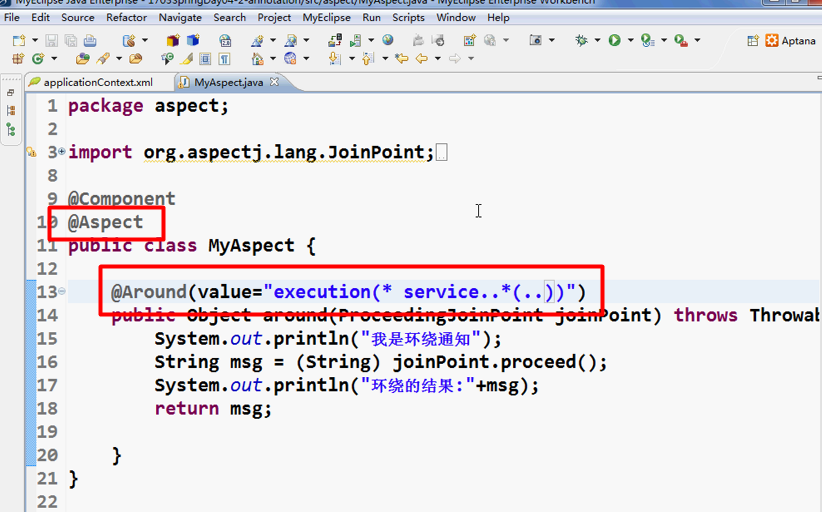 MyEclipse Java Enterprise - 1703SpringDay04-2-annotation/src/aspect/MyAspect.java - MyEclipse Enterprise Workbench
File Edit Source Refactor Navigate Search Project MyEclipse Run Scripts Window Help
Aptana
applicationContext.xml MyAspect.java
1 package aspect;
2
3 import org.aspectj.lang.JoinPoint;
8
9 @Component
10 @Aspect
11 public class MyAspect {
12
13 @Around(value="execution(* service..*(..))")
14 public Object around(ProceedingJoinPoint joinPoint) throws Throwab
15 System.out.println("我是环绕通知");
16 String msg = (String) joinPoint.proceed();
17 System.out.println("环绕的结果:"+msg);
18 return msg;
19
20 }
21 }
22